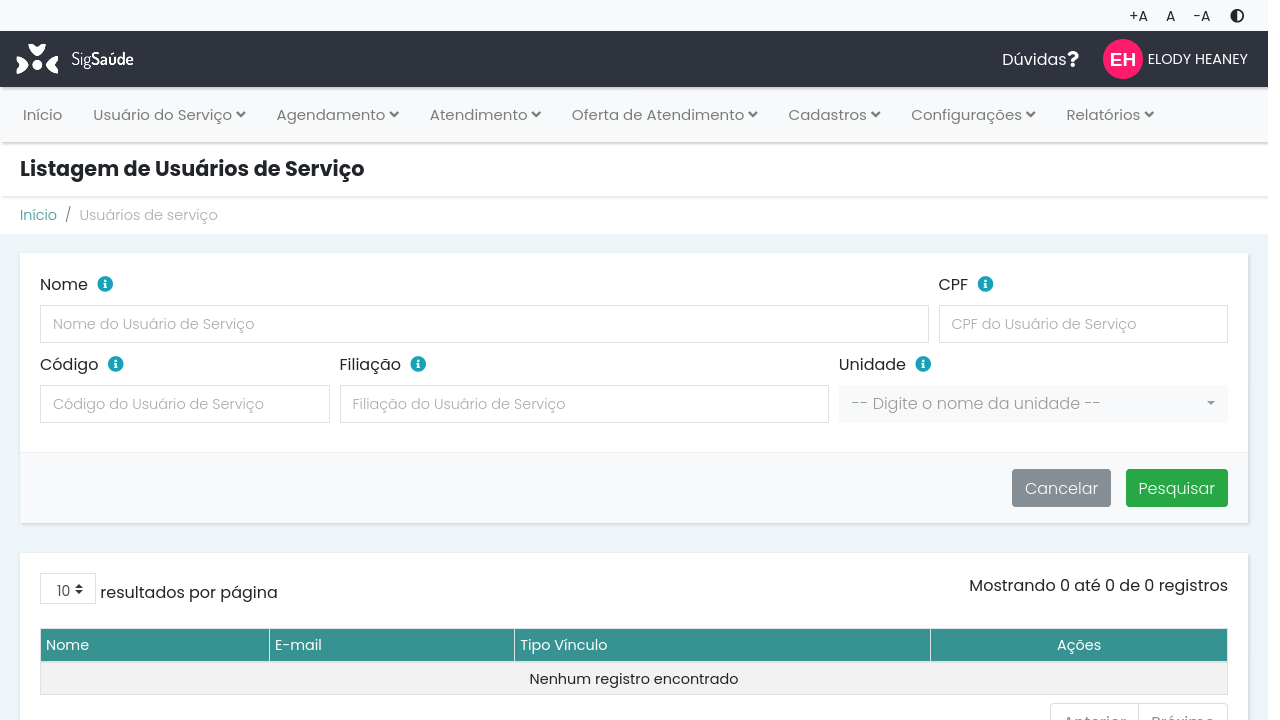 +A A -A
SigSaúde Dúvidas? EH ELODY HEANEY
Início Usuário do Serviço Agendamento Atendimento Oferta de Atendimento Cadastros Configurações Relatórios
Listagem de Usuários de Serviço
Início / Usuários de serviço
Nome CPF
Nome do Usuário de Serviço CPF do Usuário de Serviço
Código Filiação Unidade
Código do Usuário de Serviço Filiação do Usuário de Serviço -- Digite o nome da unidade --
Cancelar Pesquisar
10 resultados por página Mostrando 0 até 0 de 0 registros
Nome E-mail Tipo Vínculo Ações
Nenhum registro encontrado
Anterior Próximo